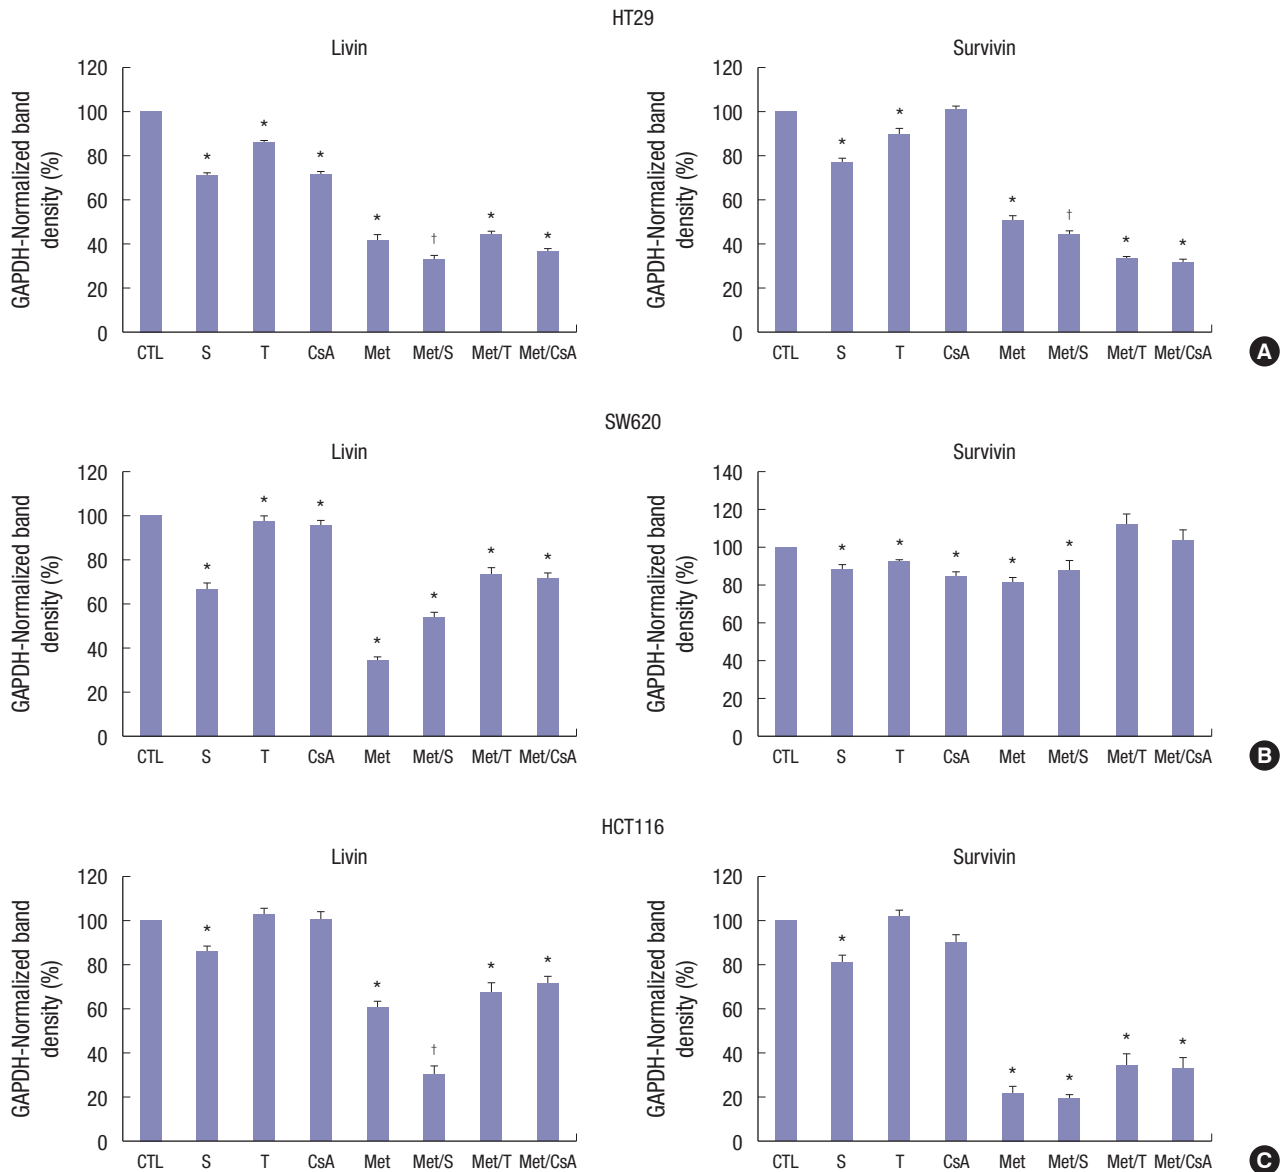 HT29
Livin
GAPDH-Normalized band
density (%)
120
100
80
60
40
20
0
* * * * † * *
CTL S T CsA Met Met/S Met/T Met/CsA
Survivin
GAPDH-Normalized band
density (%)
120
100
80
60
40
20
0
* * * † * *
CTL S T CsA Met Met/S Met/T Met/CsA
A
SW620
Livin
GAPDH-Normalized band
density (%)
120
100
80
60
40
20
0
* * * * * * *
CTL S T CsA Met Met/S Met/T Met/CsA
Survivin
GAPDH-Normalized band
density (%)
140
120
100
80
60
40
20
0
* * * * *
CTL S T CsA Met Met/S Met/T Met/CsA
B
HCT116
Livin
GAPDH-Normalized band
density (%)
120
100
80
60
40
20
0
* * † * *
CTL S T CsA Met Met/S Met/T Met/CsA
Survivin
GAPDH-Normalized band
density (%)
120
100
80
60
40
20
0
* * * * *
CTL S T CsA Met Met/S Met/T Met/CsA
C